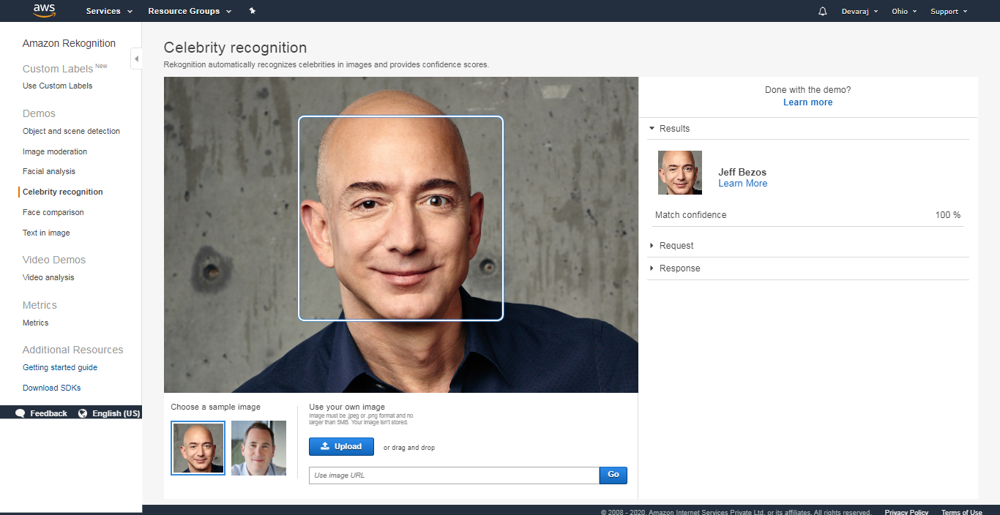 aws
Services
Resource Groups
Devaraj
Ohio
Support
Amazon Rekognition
Custom Labels New
Use Custom Labels
Demos
Object and scene detection
Image moderation
Facial analysis
Celebrity recognition
Face comparison
Text in image
Video Demos
Video analysis
Metrics
Metrics
Additional Resources
Getting started guide
Download SDKs
Feedback
English (US)
Celebrity recognition
Rekognition automatically recognizes celebrities in images and provides confidence scores.
Choose a sample image
Use your own image
Image must be .jpeg or .png format and no
larger than 5MB. Your image isn't stored.
Upload
or drag and drop
Use image URL
Go
Done with the demo?
Learn more
Results
Jeff Bezos
Learn More
Match confidence 100 %
Request
Response
© 2008 - 2020, Amazon Internet Services Private Ltd. or its affiliates. All rights reserved.
Privacy Policy
Terms of Use